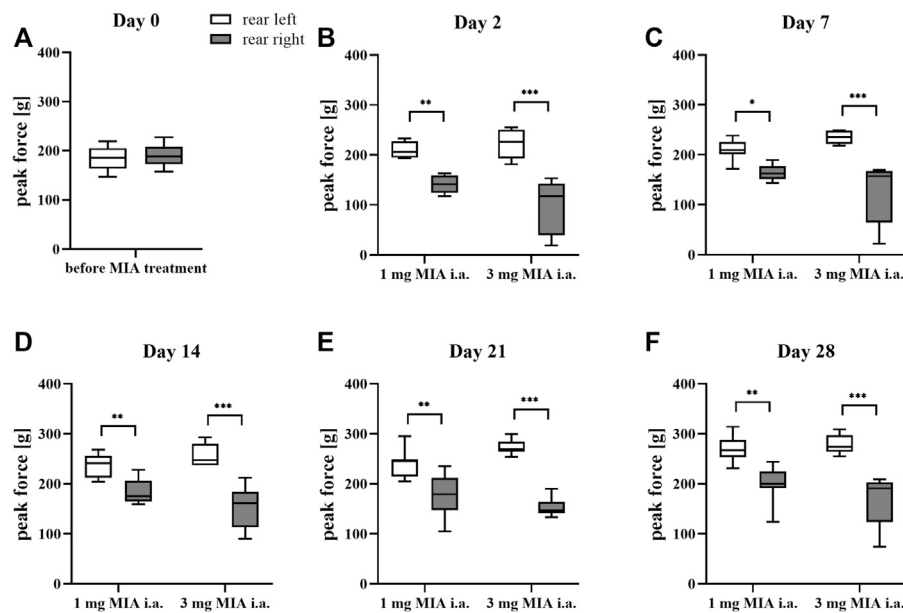 Day 0
rear left
rear right
Day 2
Day 7
A
B
C
400
300
200
100
0
peak force [g]
before MIA treatment
400
300
200
100
0
peak force [g]
**
***
1 mg MIA i.a. 3 mg MIA i.a.
400
300
200
100
0
peak force [g]
*
***
1 mg MIA i.a. 3 mg MIA i.a.
D
Day 14
400
300
200
100
0
peak force [g]
**
***
1 mg MIA i.a. 3 mg MIA i.a.
E
Day 21
400
300
200
100
0
peak force [g]
**
***
1 mg MIA i.a. 3 mg MIA i.a.
F
Day 28
400
300
200
100
0
peak force [g]
**
***
1 mg MIA i.a. 3 mg MIA i.a.